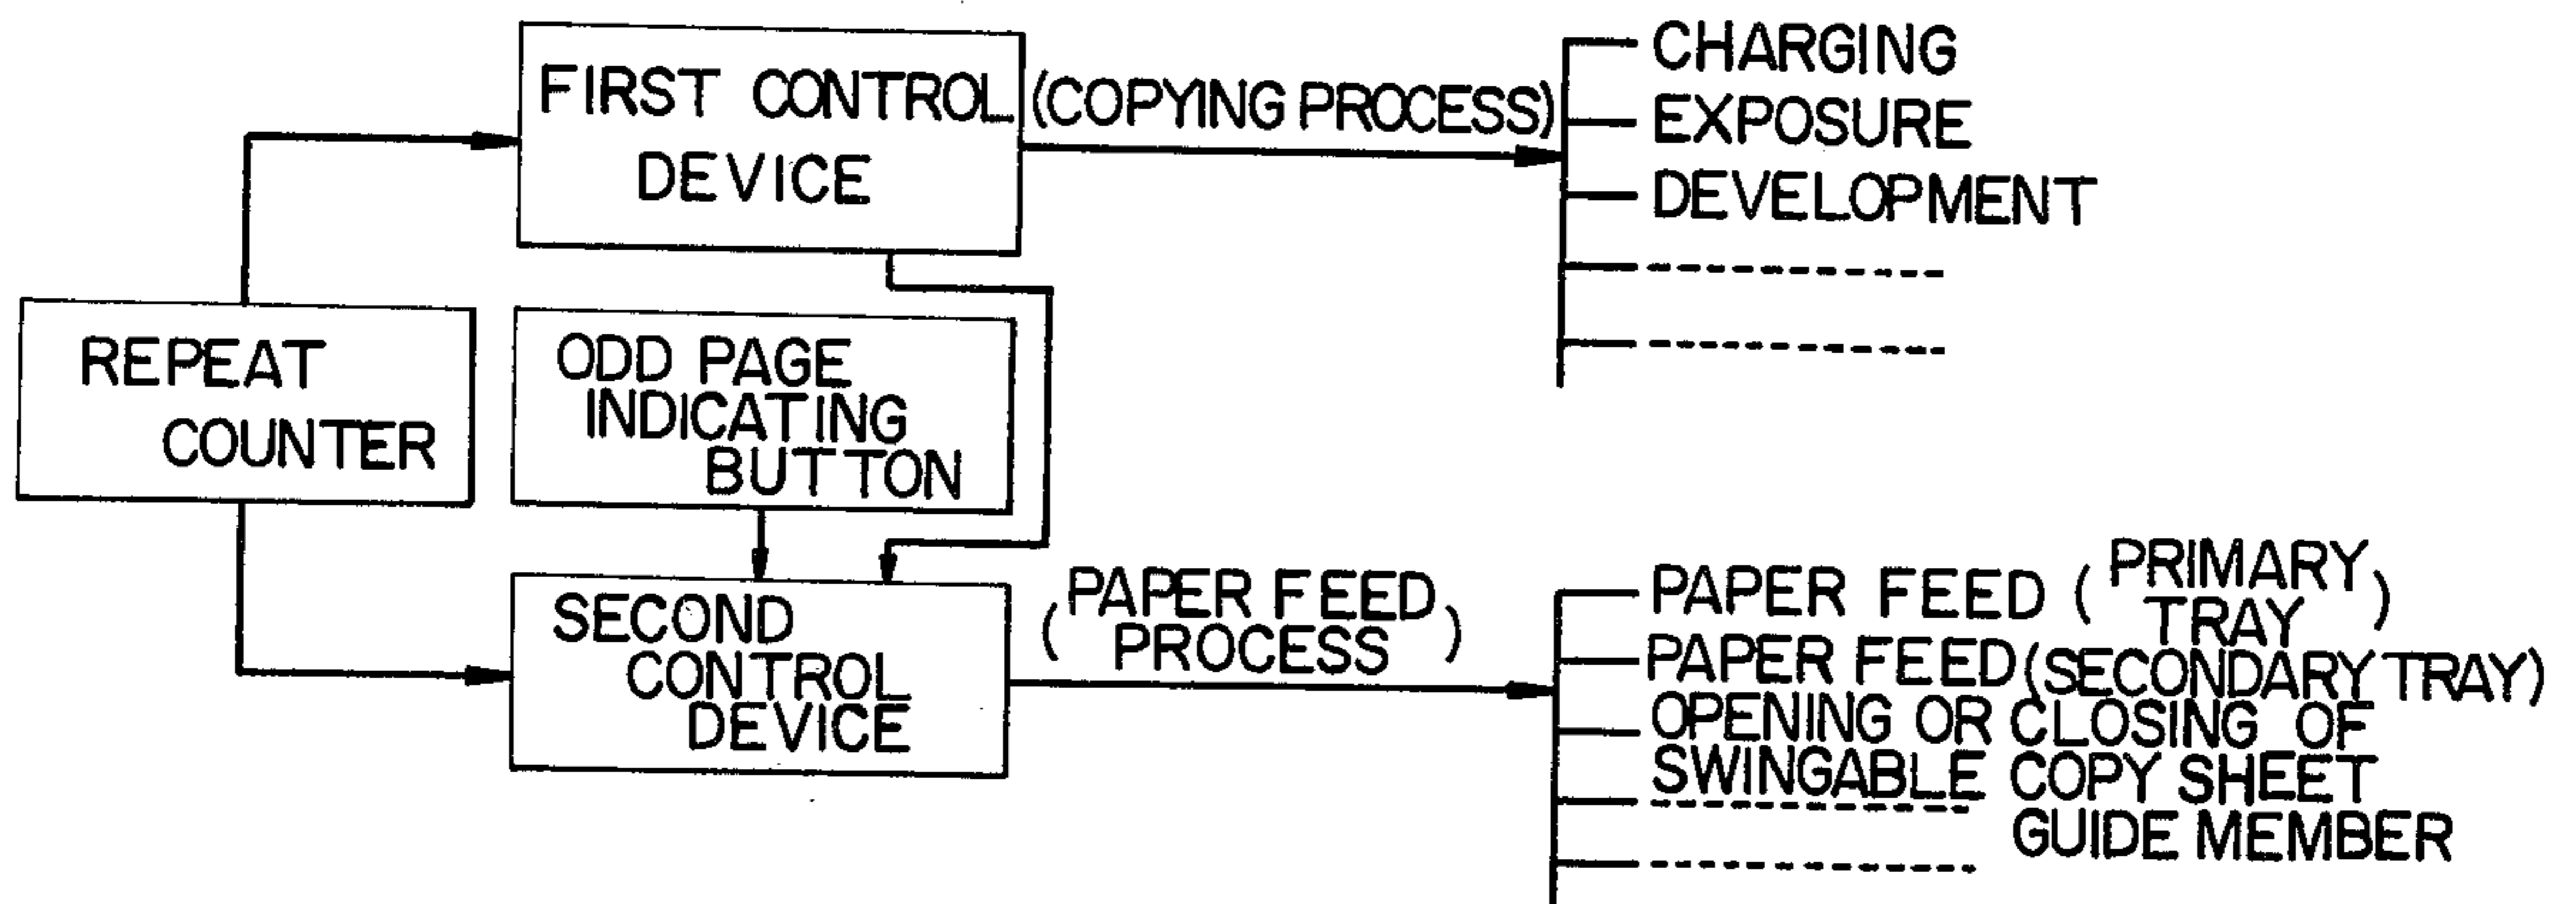 FIRST CONTROL
DEVICE
(COPYING PROCESS)
CHARGING
EXPOSURE
DEVELOPMENT
REPEAT
COUNTER
ODD PAGE
INDICATING
BUTTON
SECOND
CONTROL
DEVICE
(PAPER FEED
PROCESS)
PAPER FEED (PRIMARY
TRAY)
PAPER FEED (SECONDARY TRAY)
OPENING OR CLOSING OF
SWINGABLE COPY SHEET
GUIDE MEMBER